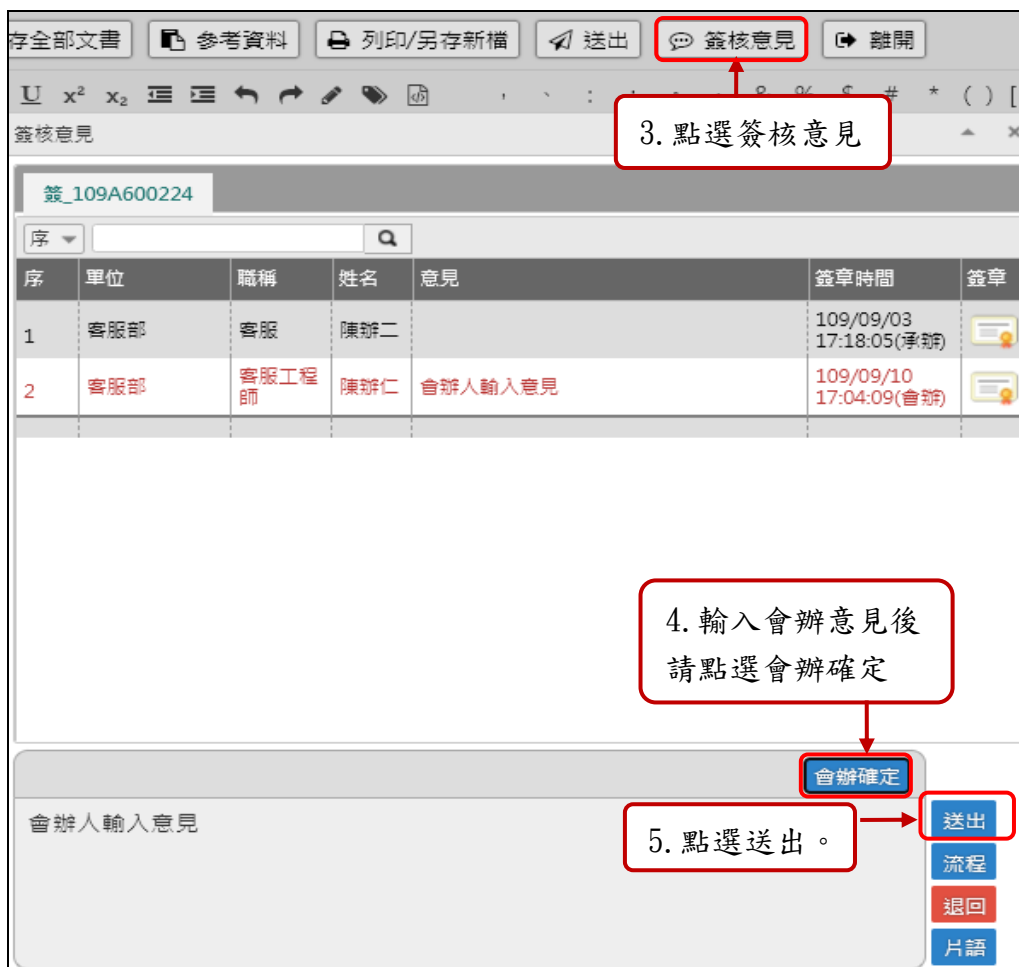 存全部文書 參考資料 列印/另存新檔 送出 簽核意見 離開
U x² x₂ , 、 : & % $ # * ( ) [
簽核意見
3.點選簽核意見
簽_109A600224
序
序 單位 職稱 姓名 意見 簽章時間 簽章
1 客服部 客服 陳辦二 109/09/03
17:18:05(承辦)
2 客服部 客服工程師 陳辦仁 會辦人輸入意見 109/09/10
17:04:09(會辦)
4.輸入會辦意見後
請點選會辦確定
會辦確定
會辦人輸入意見
5.點選送出。
送出
流程
退回
片語